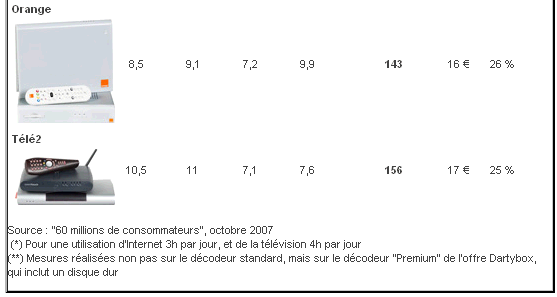 Orange
8,5 9,1 7,2 9,9 143 16 € 26 %
Télé2
10,5 11 7,1 7,6 156 17 € 25 %
Source : "60 millions de consommateurs", octobre 2007
(*) Pour une utilisation d'Internet 3h par jour, et de la télévision 4h par jour
(**) Mesures réalisées non pas sur le décodeur standard, mais sur le décodeur "Premium" de l'offre Dartybox,
qui inclut un disque dur